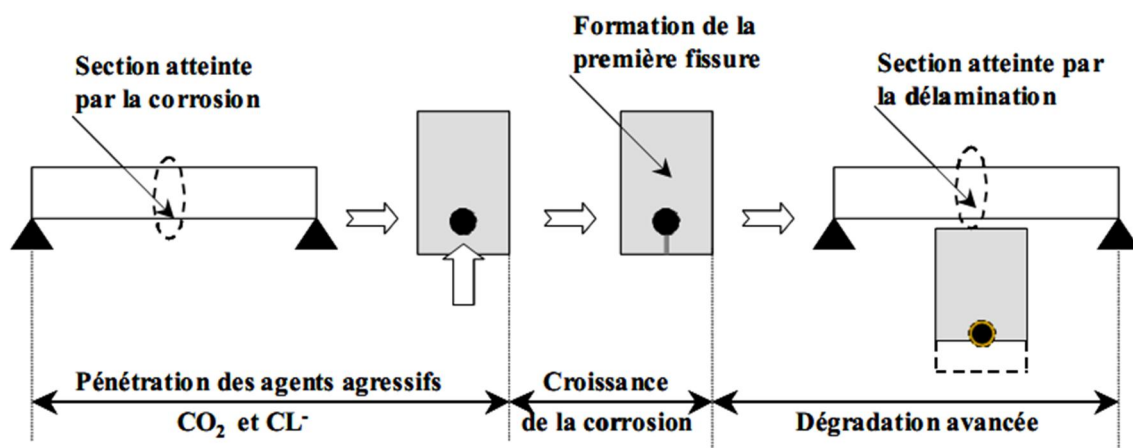 Section atteinte
par la corrosion
Formation de la
première fissure
Section atteinte par
la délamination
Pénétration des agents agressifs
CO₂ et CL⁻
Croissance
de la corrosion
Dégradation avancée